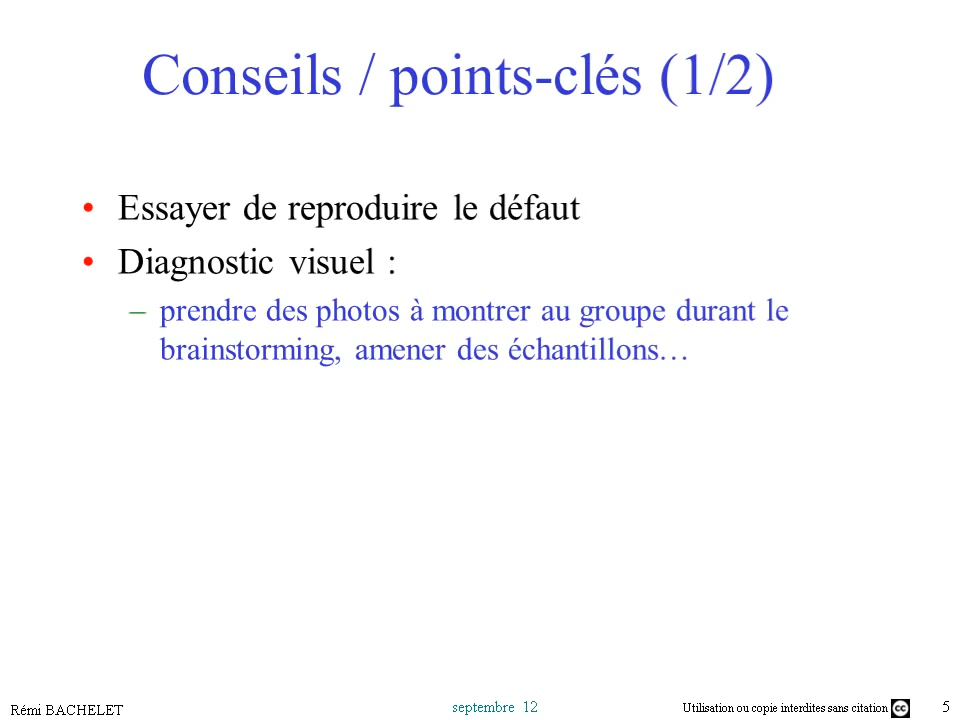 Conseils / points-clés (1/2)
• Essayer de reproduire le défaut
• Diagnostic visuel :
– prendre des photos à montrer au groupe durant le
brainstorming, amener des échantillons…
Rémi BACHELET
septembre 12
Utilisation ou copie interdites sans citation cc
5